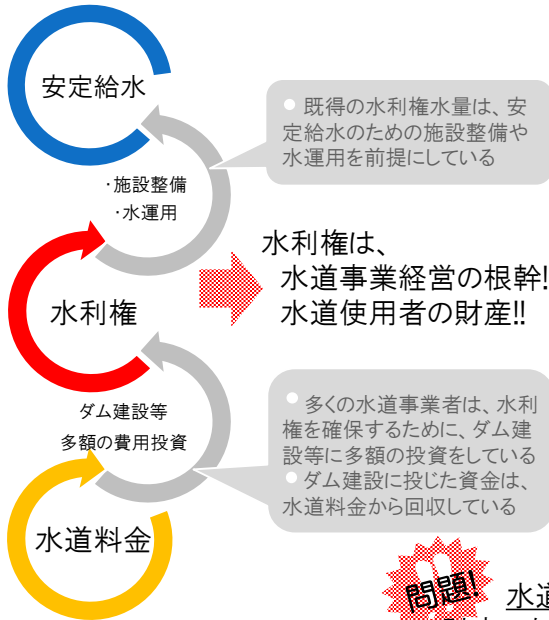 安定給水
● 既得の水利権水量は、安
定給水のための施設整備や
水運用を前提にしている
・施設整備
・水運用
水利権は、
水道事業経営の根幹!
水道使用者の財産!!
水利権
ダム建設等
多額の費用投資
● 多くの水道事業者は、水利
権を確保するために、ダム建
設等に多額の投資をしている
● ダム建設に投じた資金は、
水道料金から回収している
水道料金
問題!
水道